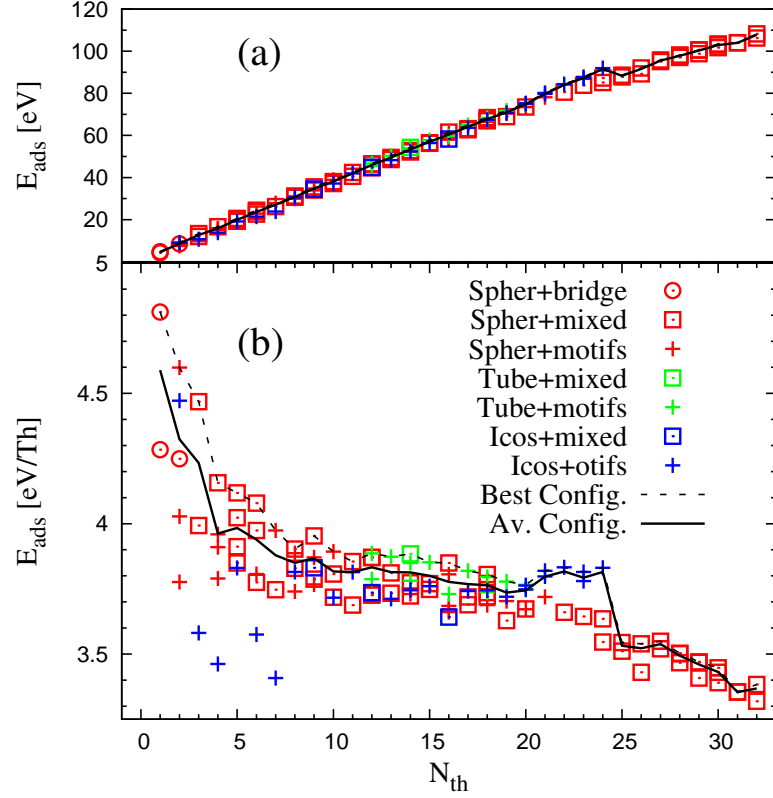 120
100
80
60
40
20
E_ads [eV]
(a)
5
4.5
4
3.5
E_ads [eV/Th]
(b)
Spher+bridge
Spher+mixed
Spher+motifs
Tube+mixed
Tube+motifs
Icos+mixed
Icos+otifs
Best Config.
Av. Config.
0 5 10 15 20 25 30
N_th